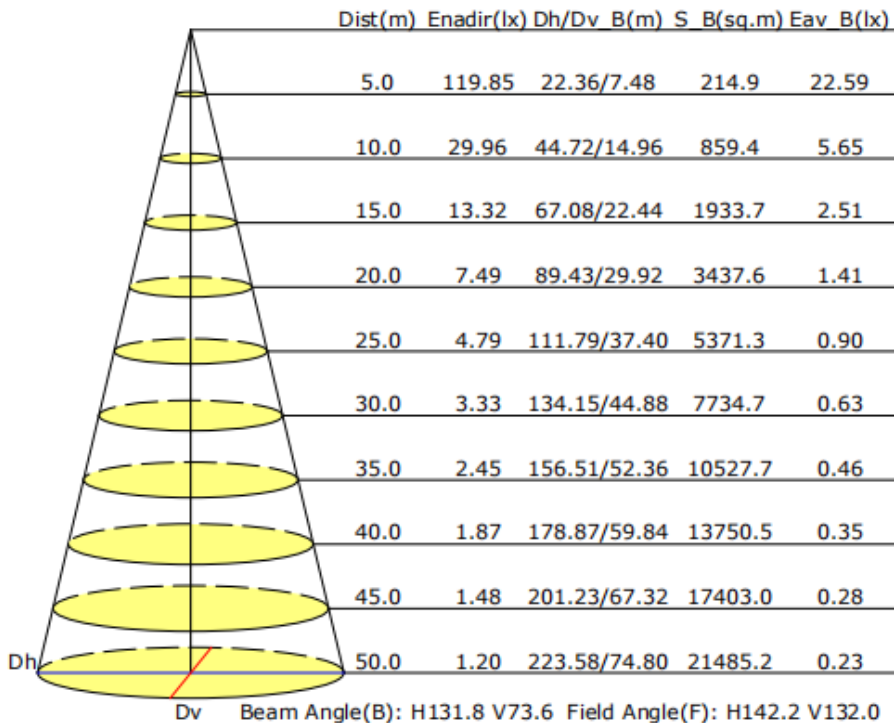 Dist(m) Enadir(lx) Dh/Dv_B(m) S_B(sq.m) Eav_B(lx)
5.0 119.85 22.36/7.48 214.9 22.59
10.0 29.96 44.72/14.96 859.4 5.65
15.0 13.32 67.08/22.44 1933.7 2.51
20.0 7.49 89.43/29.92 3437.6 1.41
25.0 4.79 111.79/37.40 5371.3 0.90
30.0 3.33 134.15/44.88 7734.7 0.63
35.0 2.45 156.51/52.36 10527.7 0.46
40.0 1.87 178.87/59.84 13750.5 0.35
45.0 1.48 201.23/67.32 17403.0 0.28
Dh 50.0 1.20 223.58/74.80 21485.2 0.23
Dv Beam Angle(B): H131.8 V73.6 Field Angle(F): H142.2 V132.0